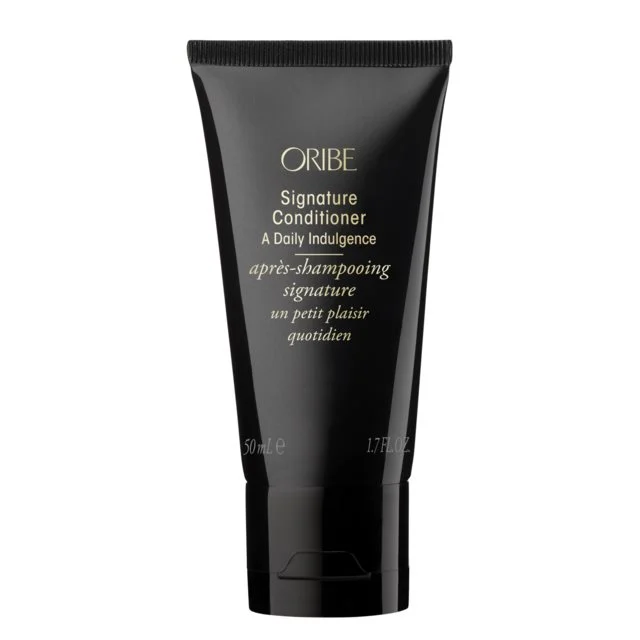 ORIBE
Signature
Conditioner
A Daily Indulgence
après-shampooing
signature
un petit plaisir
quotidien
50 mL ℮ 1.7 FL.OZ.